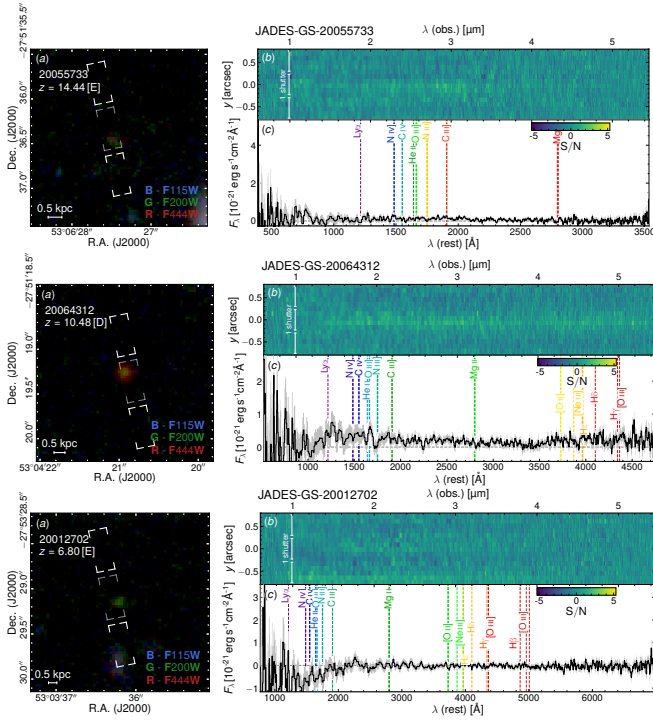 JADES-GS-20055733
λ (obs.) [μm]
1 2 3 4 5
(a)
20055733
z = 14.44 [E]
B - F115W
G - F200W
R - F444W
0.5 kpc
−27°51′35.5″
36.0″
36.5″
37.0″
Dec. (J2000)
53°06′28″ 27″
R.A. (J2000)
(b)
1 shutter
y [arcsec]
0.5
0.0
−0.5
(c)
Lyα
N IV]
C IV
He II
O III]
N III]
C III]
Mg II
−5 0 5
S/N
Fλ [10⁻²¹ erg s⁻¹ cm⁻² Å⁻¹]
4
2
0
500 1000 1500 2000 2500 3000 3500
λ (rest) [Å]
JADES-GS-20064312
λ (obs.) [μm]
1 2 3 4 5
(a)
20064312
z = 10.48 [D]
B - F115W
G - F200W
R - F444W
0.5 kpc
−27°51′18.5″
19.0″
19.5″
20.0″
Dec. (J2000)
53°04′22″ 21″ 20″
R.A. (J2000)
(b)
1 shutter
y [arcsec]
0.5
0.0
−0.5
(c)
Lyα
N IV]
C IV
He II
O III]
N III]
C III]
Mg II
[O II]
[Ne III]
Hδ
Hγ
[O III]
−5 0 5
S/N
Fλ [10⁻²¹ erg s⁻¹ cm⁻² Å⁻¹]
2
1
0
1000 1500 2000 2500 3000 3500 4000 4500
λ (rest) [Å]
JADES-GS-20012702
λ (obs.) [μm]
1 2 3 4 5
(a)
20012702
z = 6.80 [E]
B - F115W
G - F200W
R - F444W
0.5 kpc
−27°53′28.5″
29.0″
29.5″
30.0″
Dec. (J2000)
53°03′37″ 36″
R.A. (J2000)
(b)
1 shutter
y [arcsec]
0.5
0.0
−0.5
(c)
Lyα
N IV]
C IV
He II
O III]
N III]
C III]
Mg II
[O II]
[Ne III]
Hγ
[O III]
Hβ
[O III]
−5 0 5
S/N
Fλ [10⁻²¹ erg s⁻¹ cm⁻² Å⁻¹]
3
2
1
0
−1
1000 2000 3000 4000 5000 6000
λ (rest) [Å]